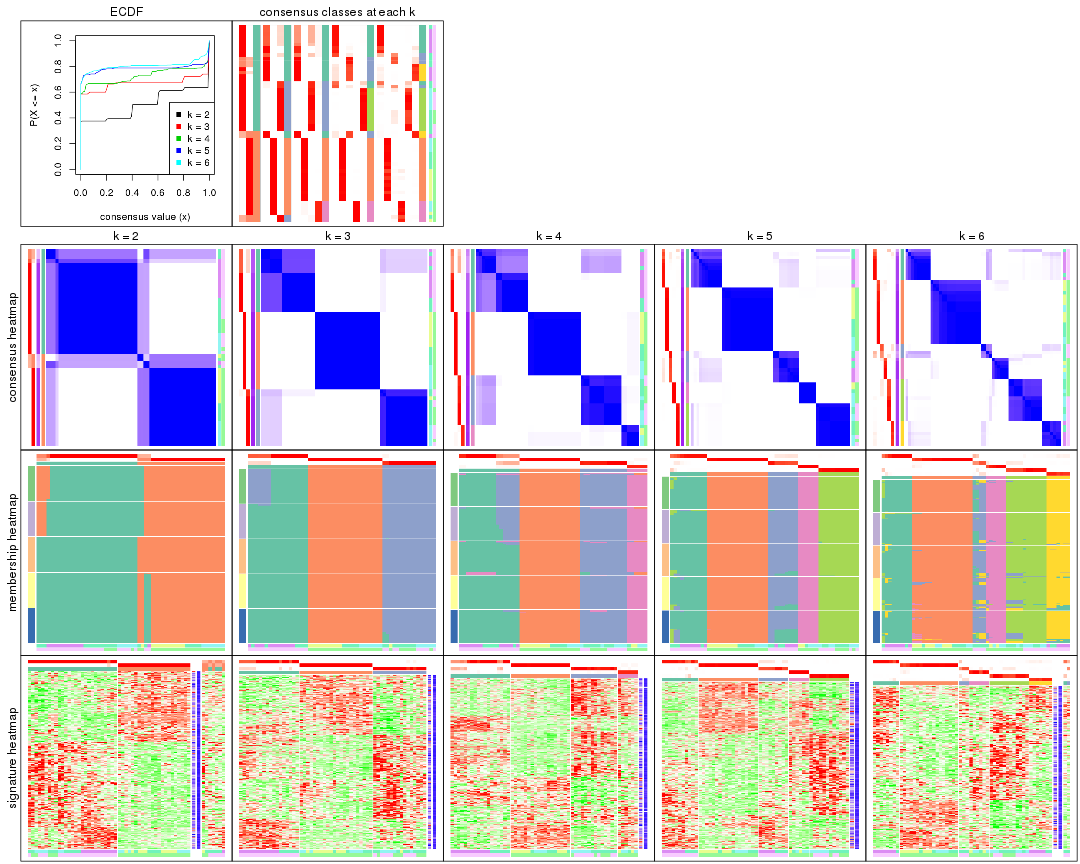 ECDF
consensus classes at each k
P(X <= x)
1.0
0.8
0.6
0.4
0.2
0.0
k = 2
k = 3
k = 4
k = 5
k = 6
0.0 0.2 0.4 0.6 0.8 1.0
consensus value (x)
k = 2
k = 3
k = 4
k = 5
k = 6
consensus heatmap
membership heatmap
signature heatmap